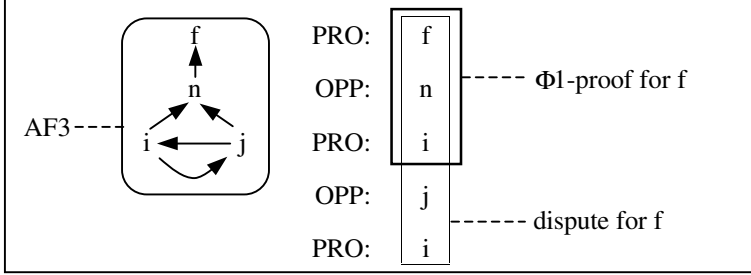 f
n
i j
AF3
PRO: f
OPP: n
PRO: i
OPP: j
PRO: i
Φ1-proof for f
dispute for f